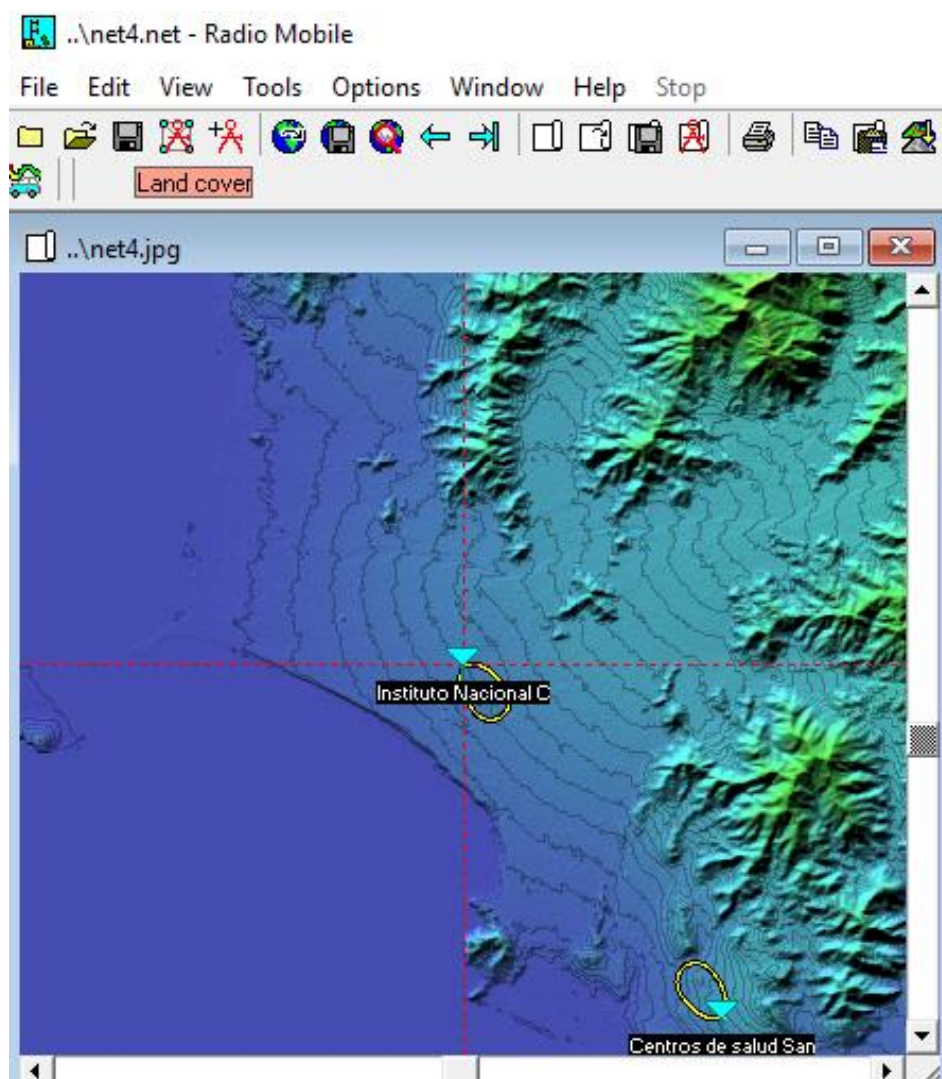 ..\net4.net - Radio Mobile
File Edit View Tools Options Window Help Stop
Land cover
..\net4.jpg
Instituto Nacional C
Centros de salud San